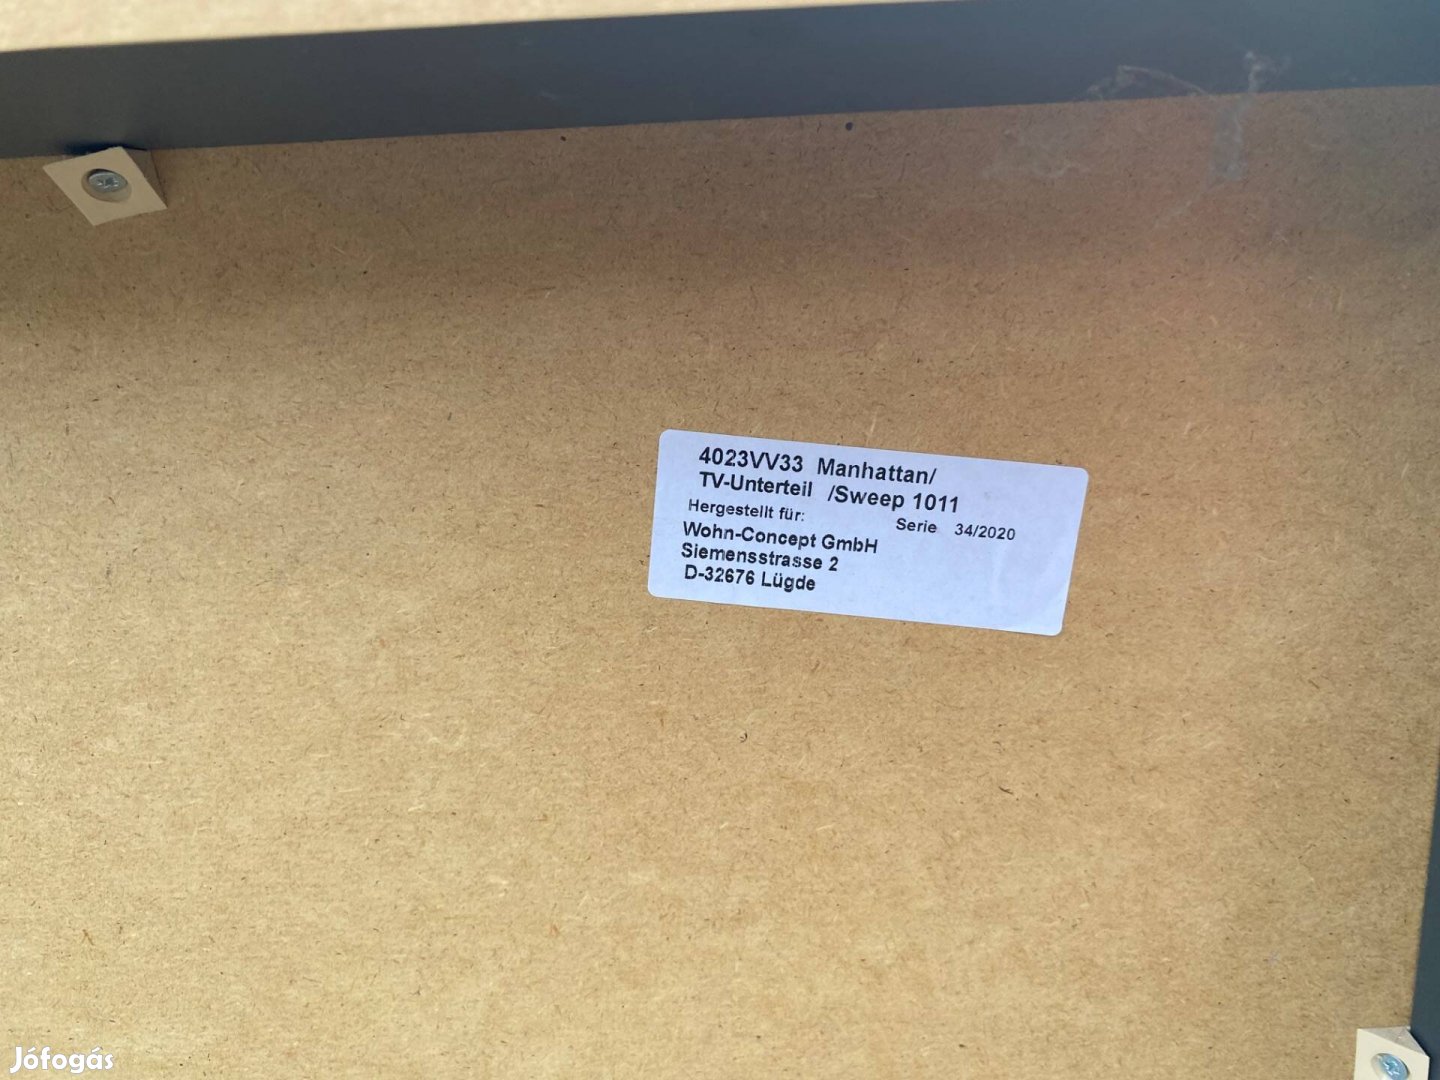 4023VV33 Manhattan/
TV-Unterteil /Sweep 1011
Hergestellt für: Serie 34/2020
Wohn-Concept GmbH
Siemensstrasse 2
D-32676 Lügde
Jófogás